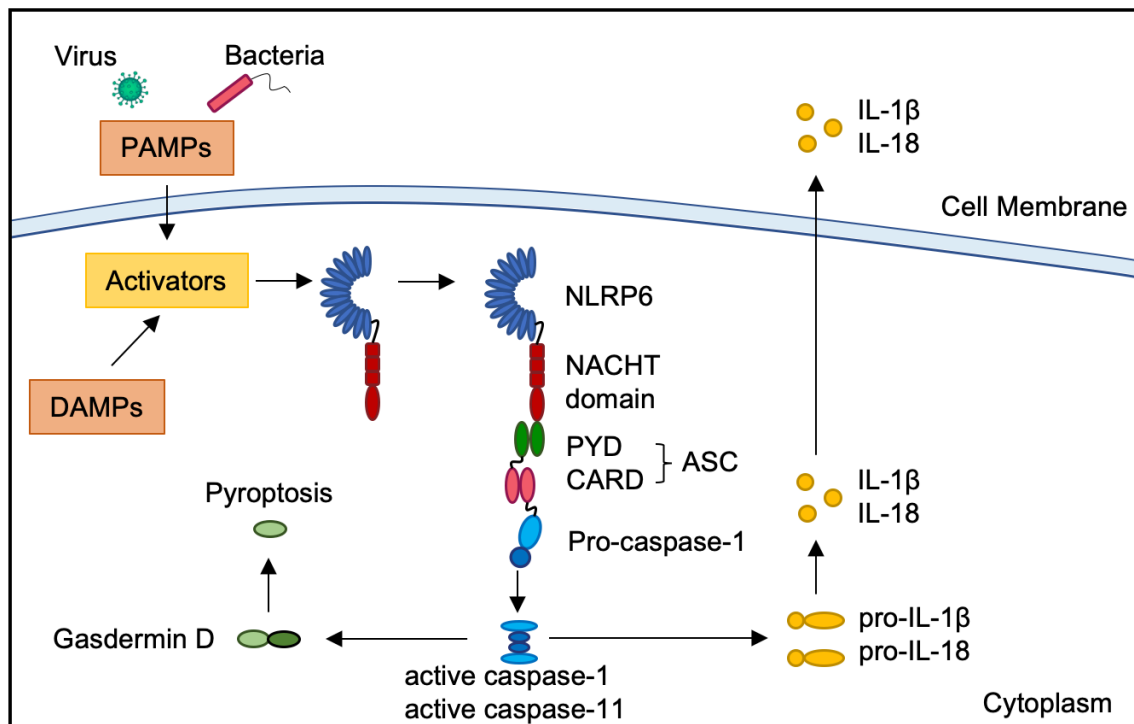 Virus
Bacteria
PAMPs
Activators
DAMPs
NLRP6
NACHT
domain
PYD
CARD
ASC
Pro-caspase-1
active caspase-1
active caspase-11
Gasdermin D
Pyroptosis
pro-IL-1β
pro-IL-18
IL-1β
IL-18
IL-1β
IL-18
Cell Membrane
Cytoplasm